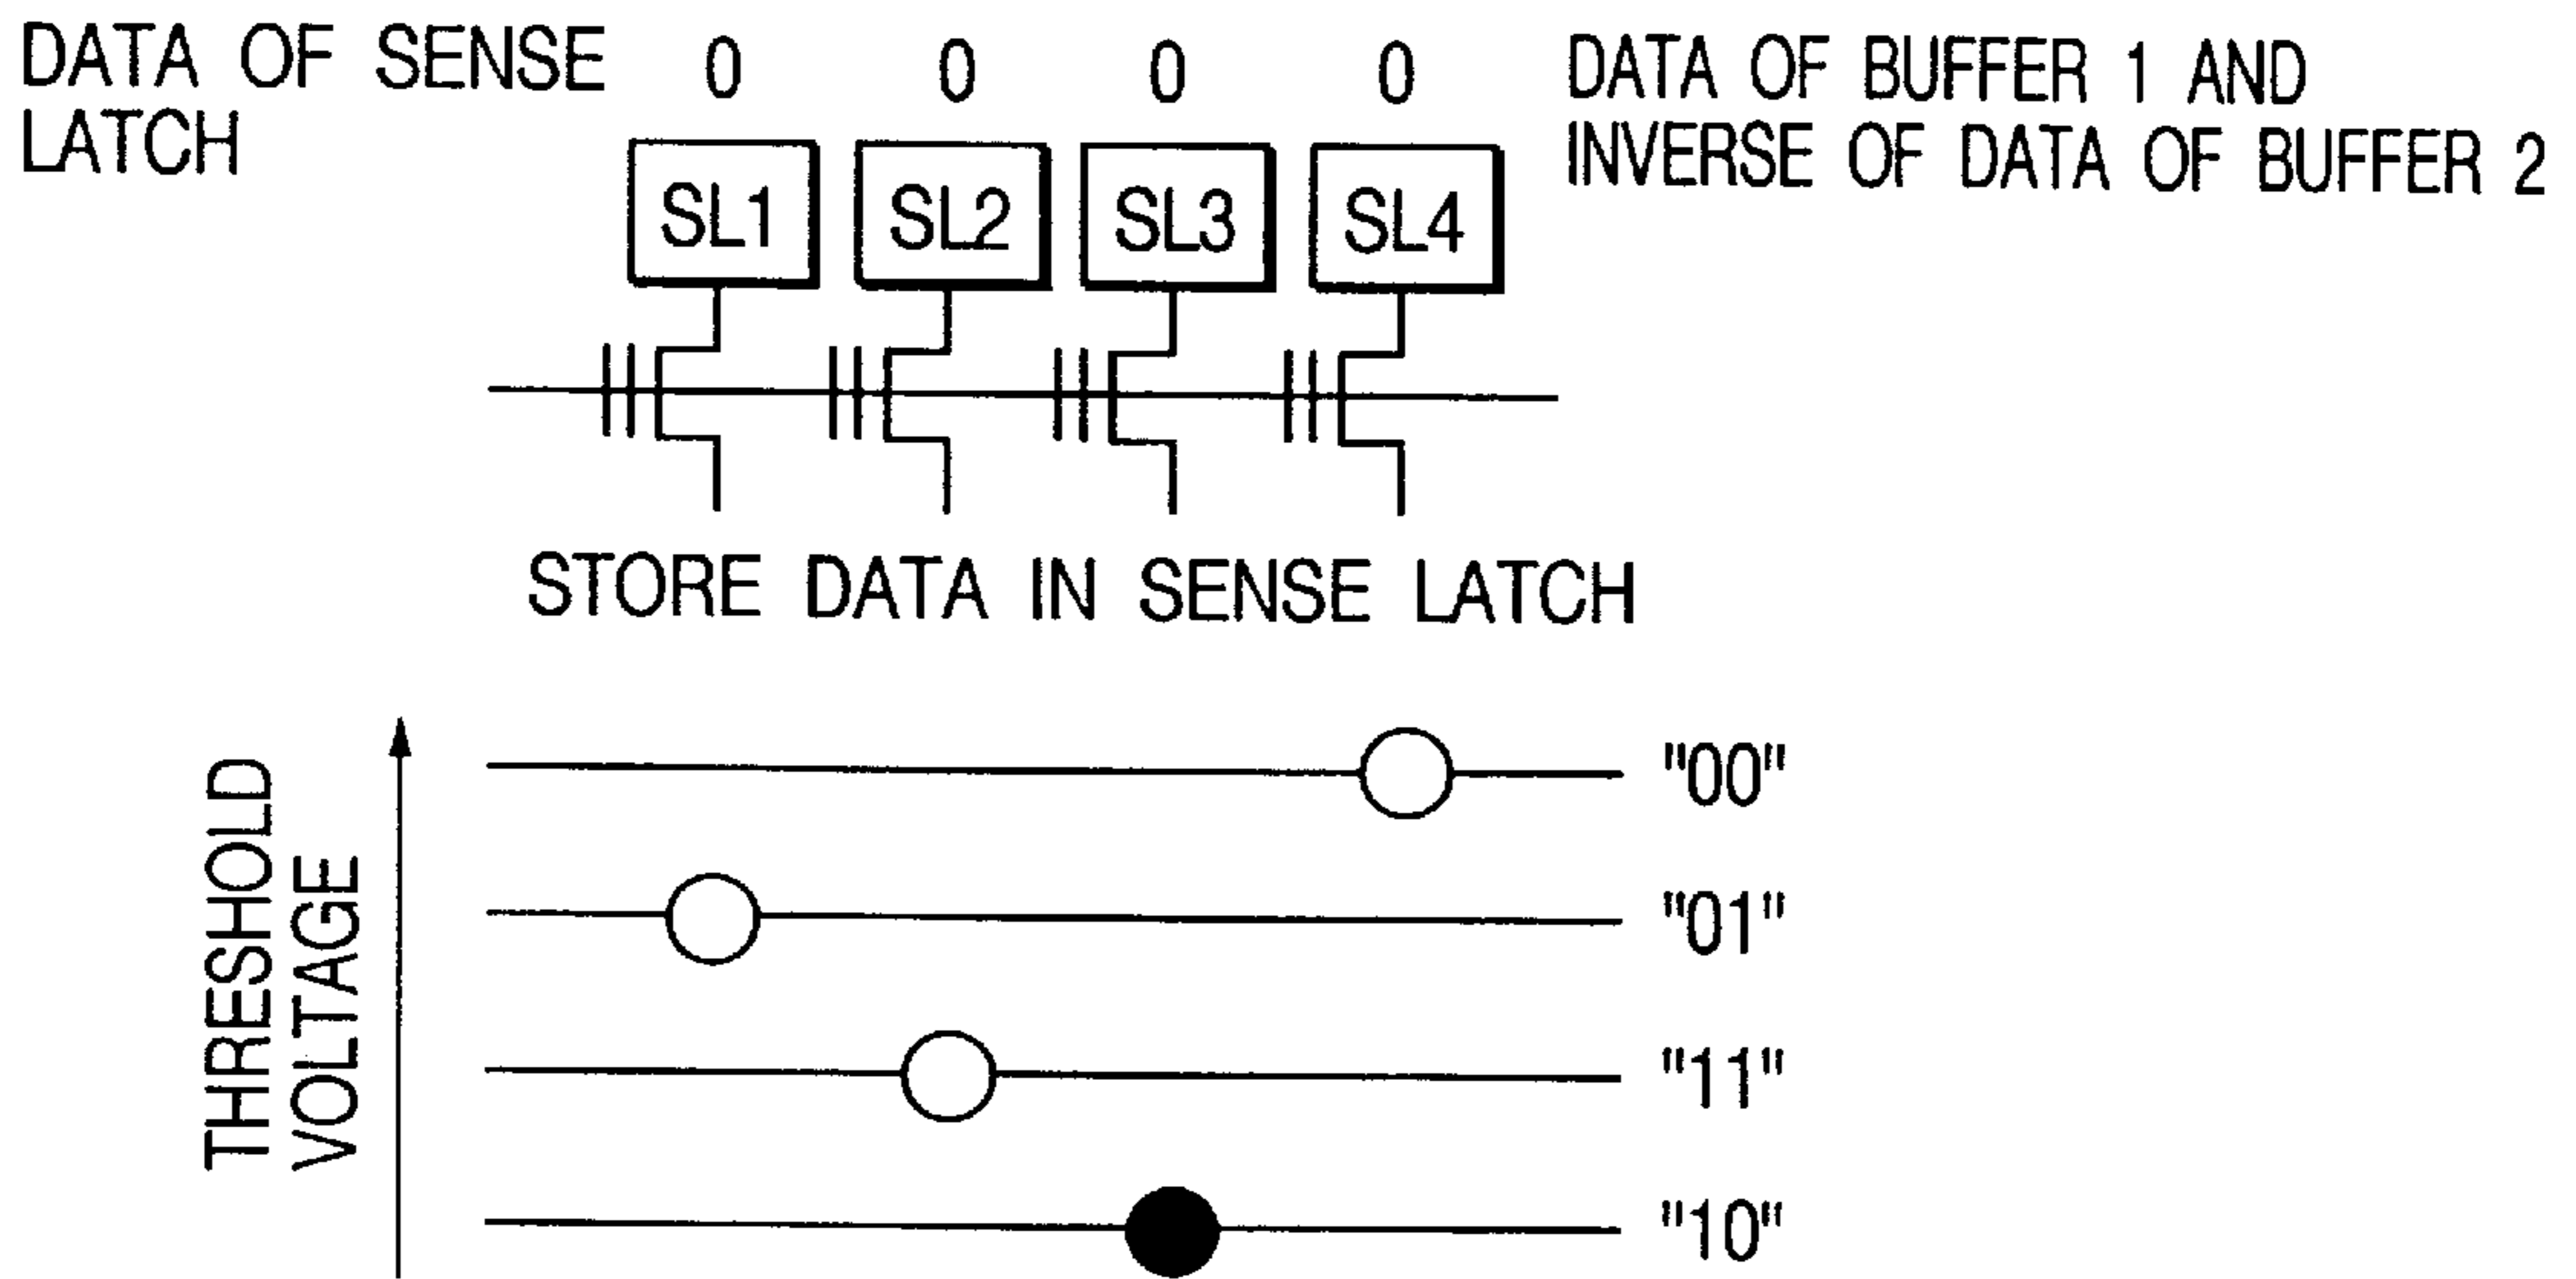 DATA OF SENSE LATCH
0 0 0 0
DATA OF BUFFER 1 AND
INVERSE OF DATA OF BUFFER 2
SL1 SL2 SL3 SL4
STORE DATA IN SENSE LATCH
THRESHOLD
VOLTAGE
"00"
"01"
"11"
"10"